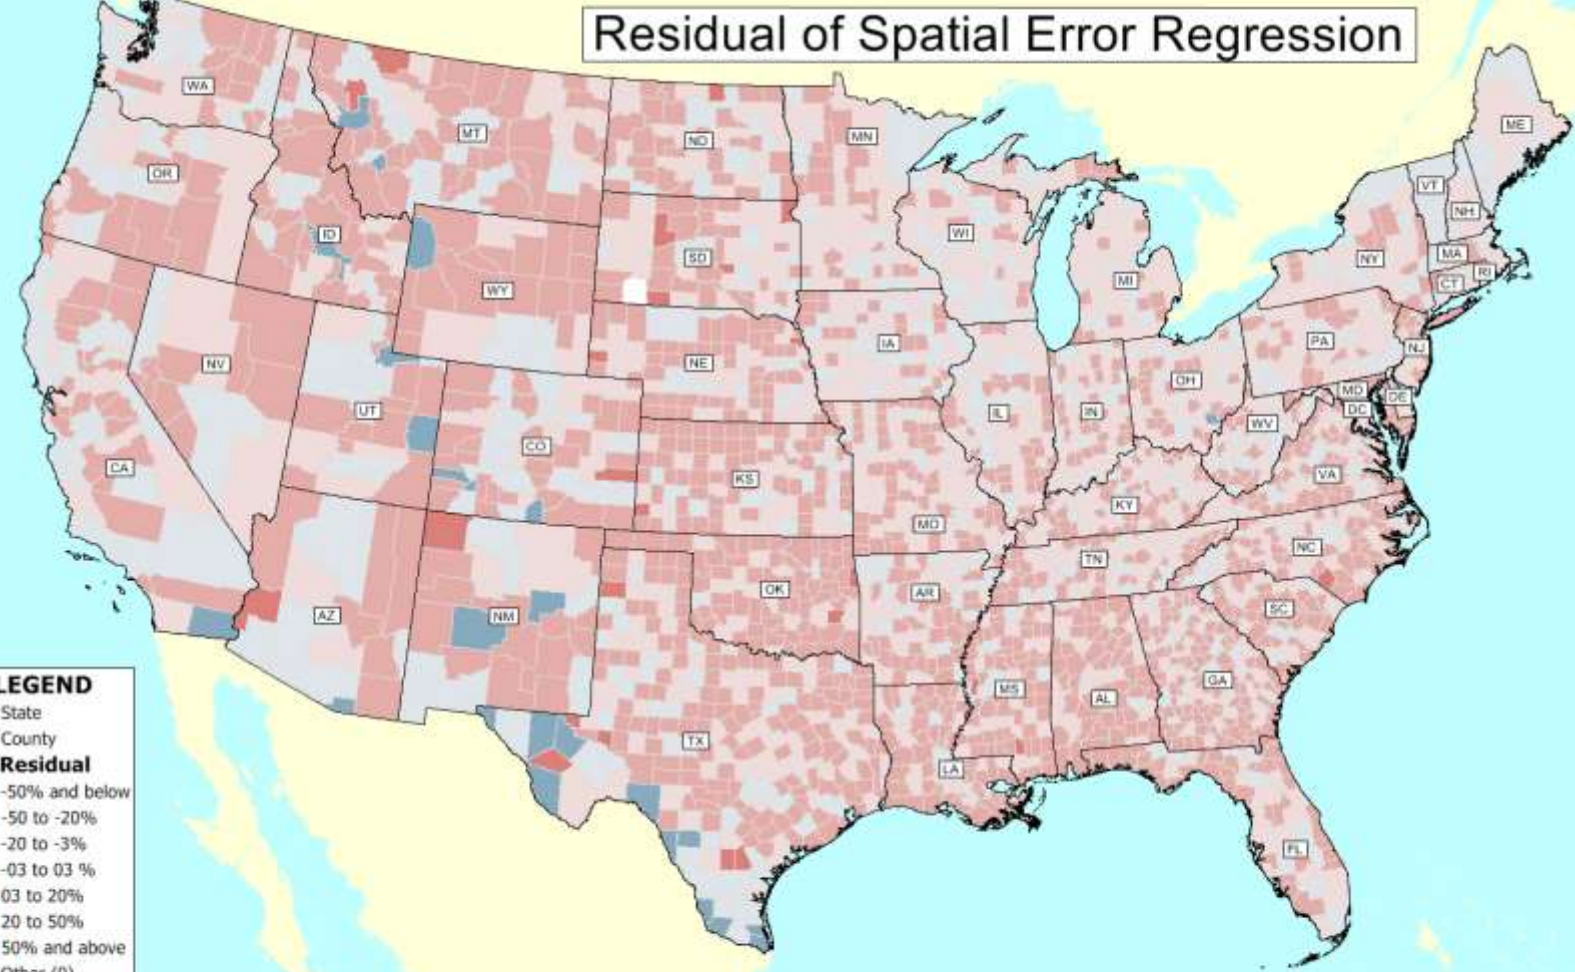 Residual of Spatial Error Regression
WA
MT
ND
MN
ME
OR
VT
NH
ID
WY
SD
WI
MI
NY
MA
RI
CT
NV
UT
NE
IA
PA
NJ
CO
IL
IN
OH
MD
DE
DC
WV
CA
KS
MO
KY
VA
AZ
NM
OK
AR
TN
NC
SC
TX
MS
AL
GA
LA
FL
LEGEND
State
County
Residual
-50% and below
-50 to -20%
-20 to -3%
-03 to 03 %
03 to 20%
20 to 50%
50% and above